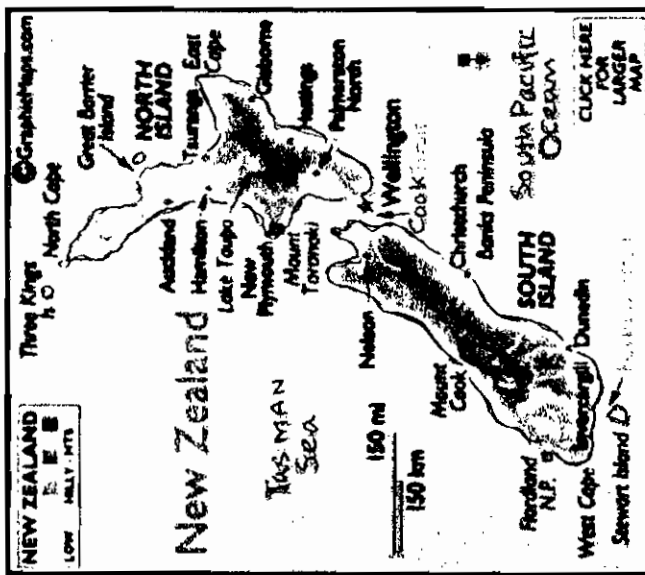 ©GraphicMaps.com
NEW ZEALAND
LOW HILLY MTS
Three Kings
North Cape
Great Barrier
Island
NORTH
ISLAND
East
Cape
Auckland
Hamilton
Lake Taupo
New
Plymouth
Mount
Taranaki
Gisborne
Hastings
Palmerston
North
New Zealand
TASMAN
Sea
Wellington
Cook
Nelson
150 mi
150 km
Mount
Cook
Christchurch
Banks Peninsula
SOUTH
ISLAND
South Pacific
Ocean
Fiordland
N.P.
West Cape
Invercargill
Dunedin
Stewart Island
CLICK HERE
FOR
LARGER
MAP